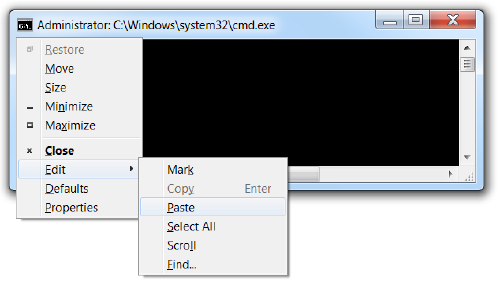 Administrator: C:\Windows\system32\cmd.exe
Restore
Move
Size
Minimize
Maximize
Close
Edit
Defaults
Properties
Mark
Copy Enter
Paste
Select All
Scroll
Find...